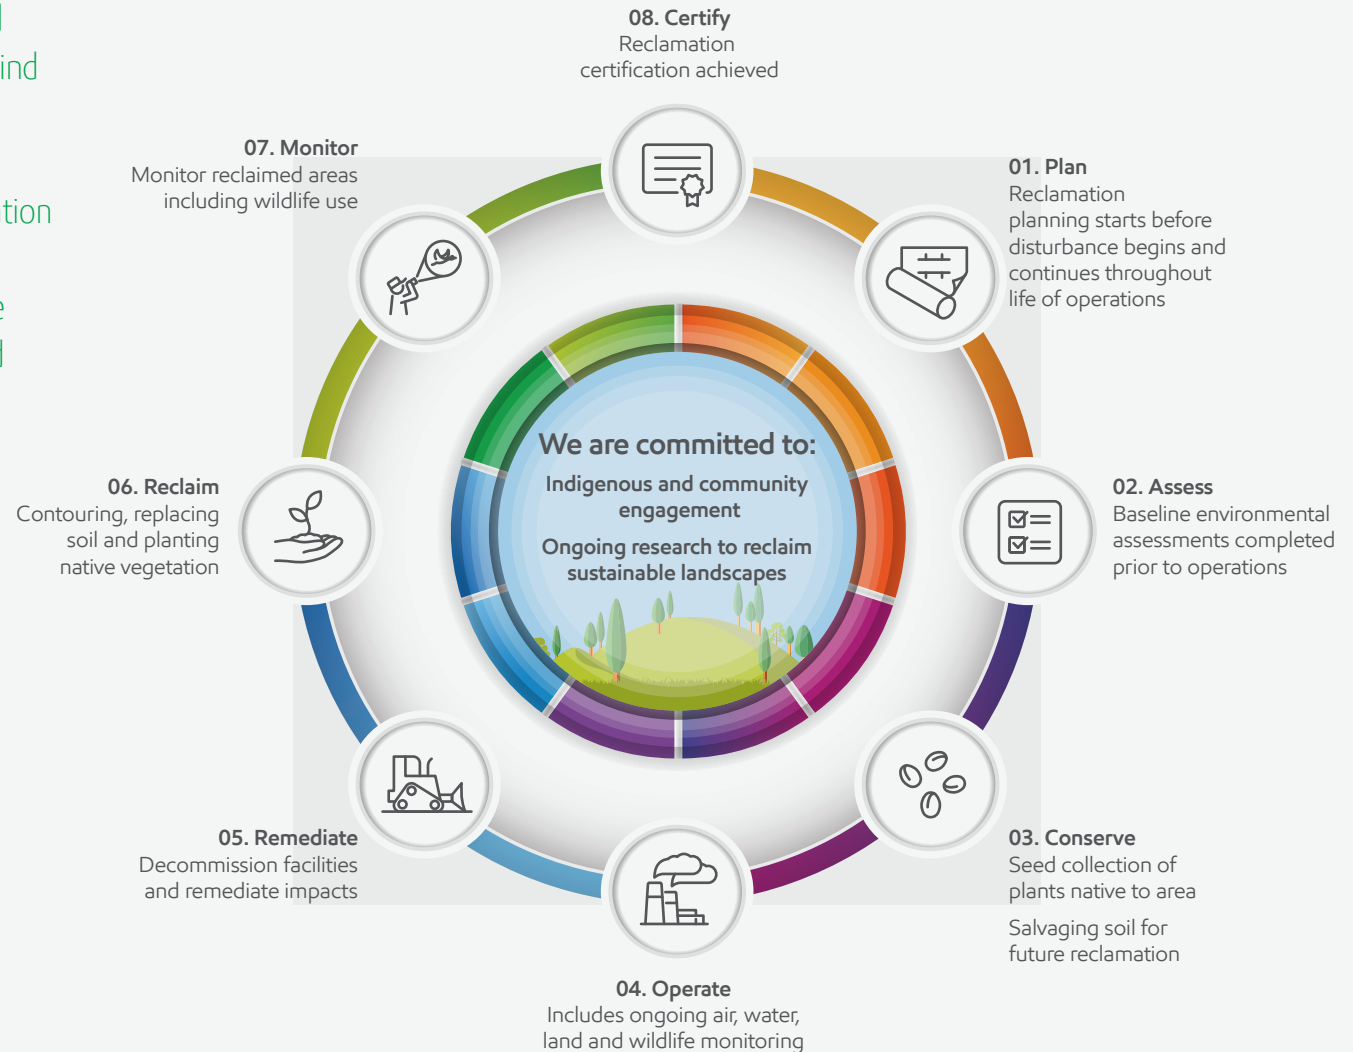 ind
tion
08. Certify
Reclamation
certification achieved
01. Plan
Reclamation
planning starts before
disturbance begins and
continues throughout
life of operations
02. Assess
Baseline environmental
assessments completed
prior to operations
03. Conserve
Seed collection of
plants native to area
Salvaging soil for
future reclamation
04. Operate
Includes ongoing air, water,
land and wildlife monitoring
05. Remediate
Decommission facilities
and remediate impacts
06. Reclaim
Contouring, replacing
soil and planting
native vegetation
07. Monitor
Monitor reclaimed areas
including wildlife use
We are committed to:
Indigenous and community
engagement
Ongoing research to reclaim
sustainable landscapes